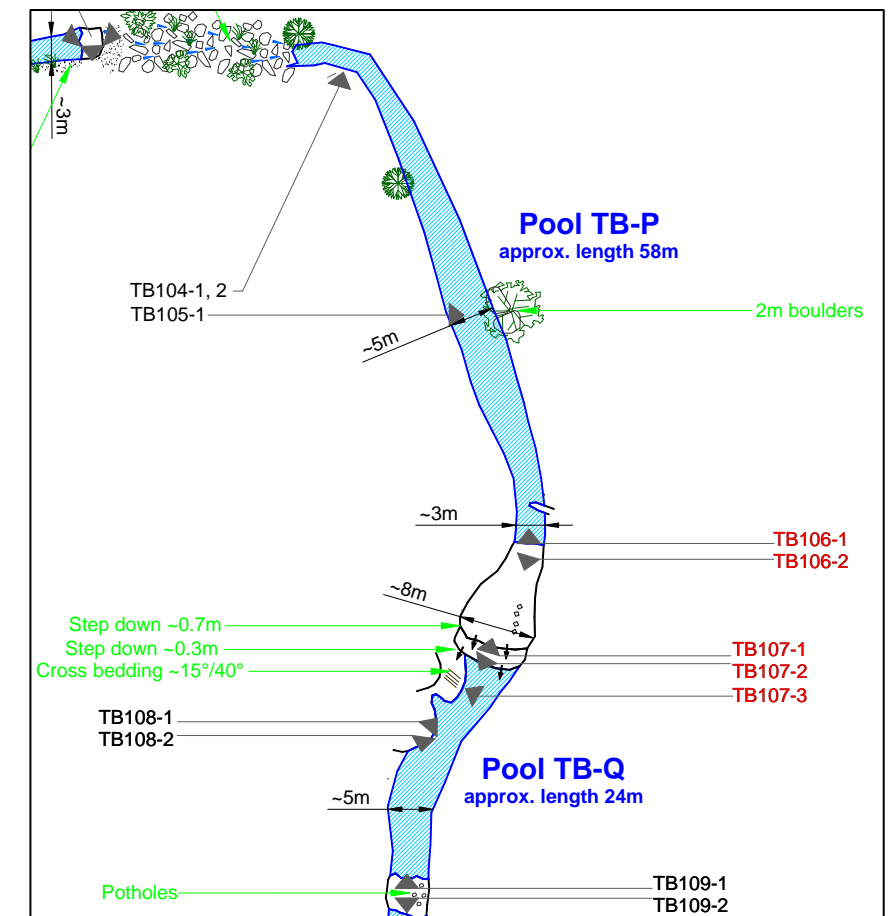 ~3m
Pool TB-P
approx. length 58m
TB104-1, 2
TB105-1
2m boulders
~5m
~3m
TB106-1
TB106-2
~8m
Step down ~0.7m
Step down ~0.3m
Cross bedding ~15°/40°
TB107-1
TB107-2
TB107-3
TB108-1
TB108-2
Pool TB-Q
approx. length 24m
~5m
Potholes
TB109-1
TB109-2